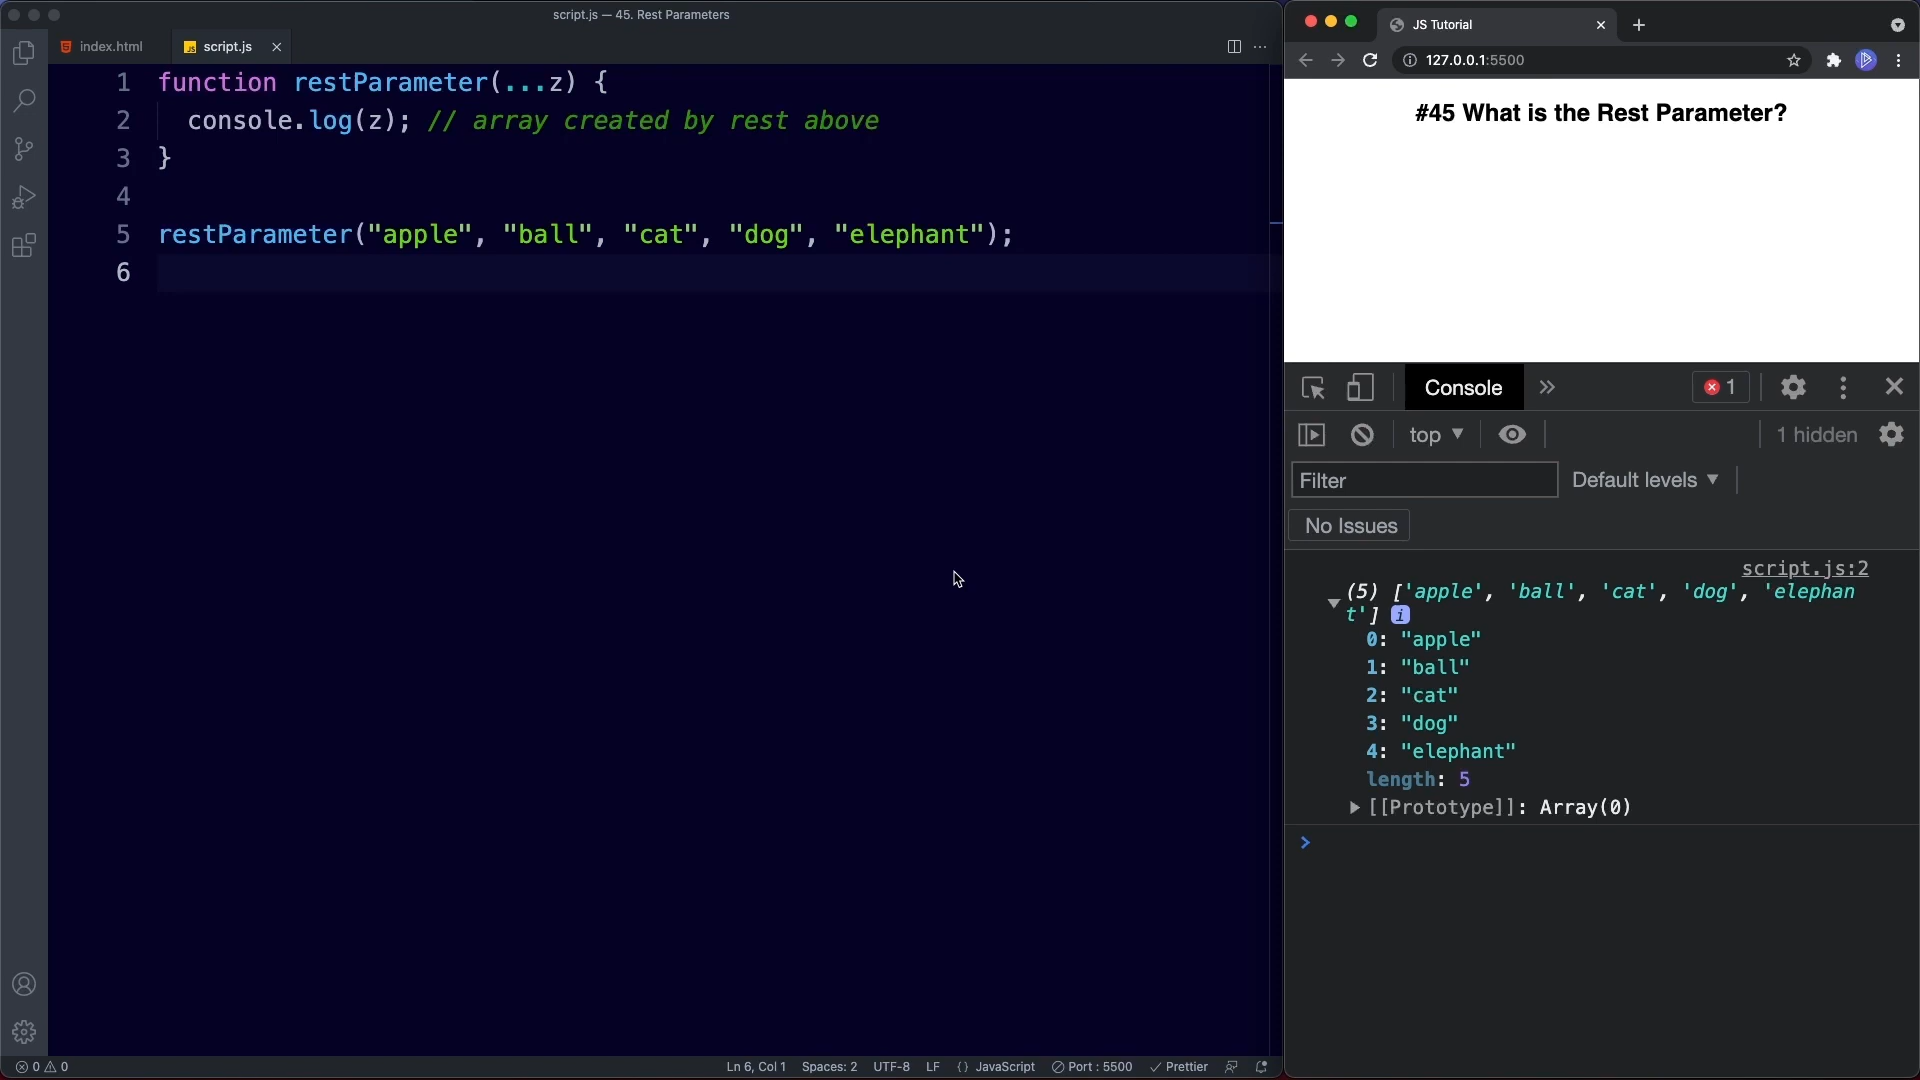 script.js — 45. Rest Parameters
index.html
script.js
1 function restParameter(...z) {
2 console.log(z); // array created by rest above
3 }
4
5 restParameter("apple", "ball", "cat", "dog", "elephant");
6
0 0
Ln 6, Col 1 Spaces: 2 UTF-8 LF {} JavaScript Port : 5500 Prettier
JS Tutorial
127.0.0.1:5500
#45 What is the Rest Parameter?
Console 1
top 1 hidden
Filter Default levels
No Issues
script.js:2
(5) ['apple', 'ball', 'cat', 'dog', 'elephan
t'] i
0: "apple"
1: "ball"
2: "cat"
3: "dog"
4: "elephant"
length: 5
[[Prototype]]: Array(0)